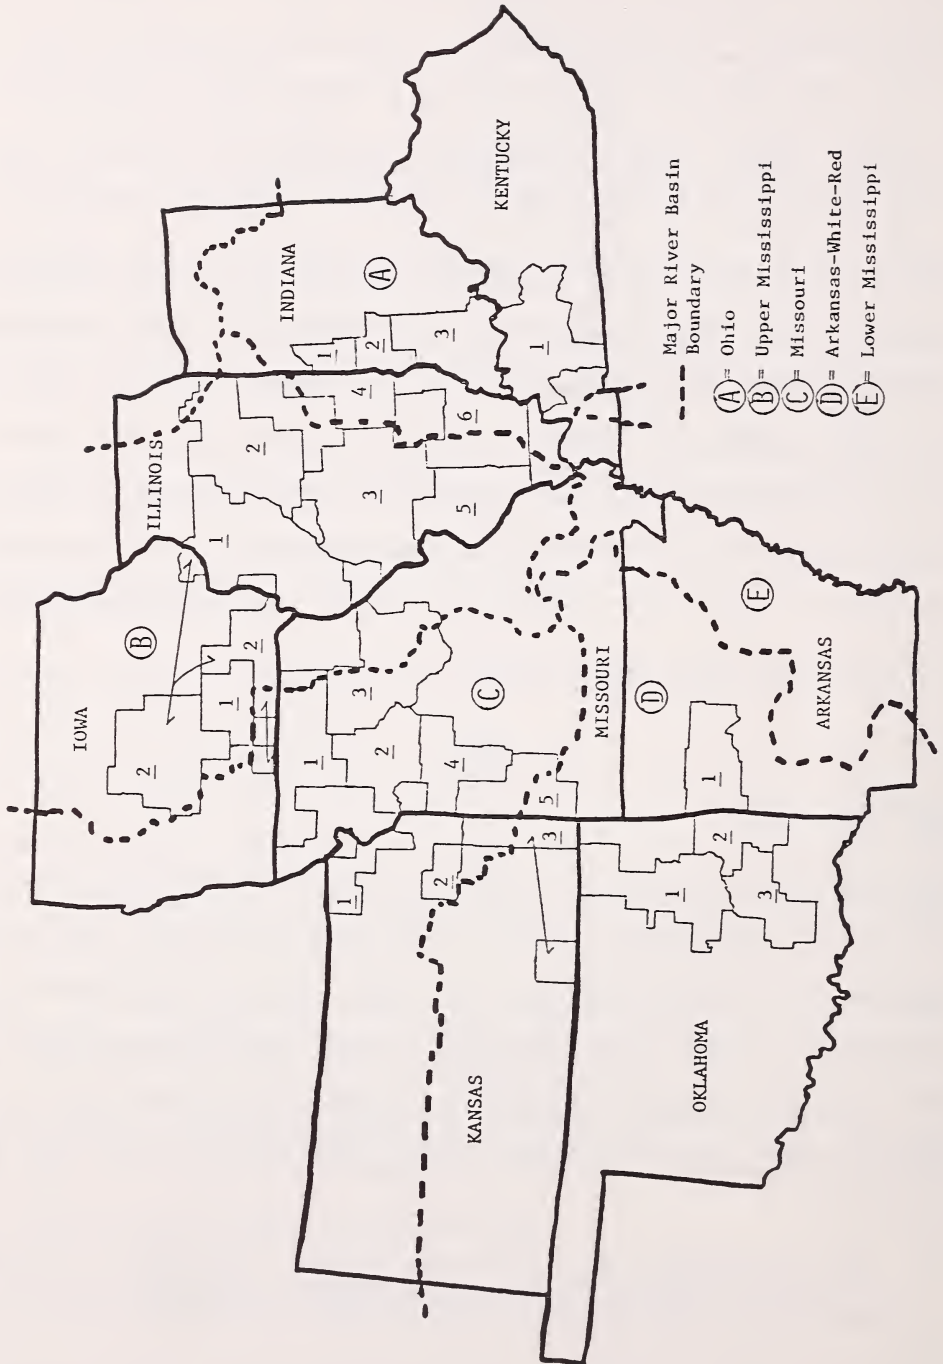 IOWA
B
2
1
2
ILLINOIS
1
2
3
4
5
6
INDIANA
A
1
2
3
KENTUCKY
1
KANSAS
1
2
3
MISSOURI
C
1
2
3
4
5
OKLAHOMA
1
2
3
ARKANSAS
D
E
1
Major River Basin
Boundary
A = Ohio
B = Upper Mississippi
C = Missouri
D = Arkansas-White-Red
E = Lower Mississippi